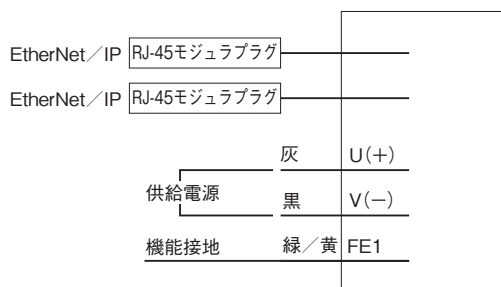 EtherNet／IP RJ-45モジュラプラグ
EtherNet／IP RJ-45モジュラプラグ
灰 U(+)
供給電源
黒 V(−)
機能接地 緑／黄 FE1